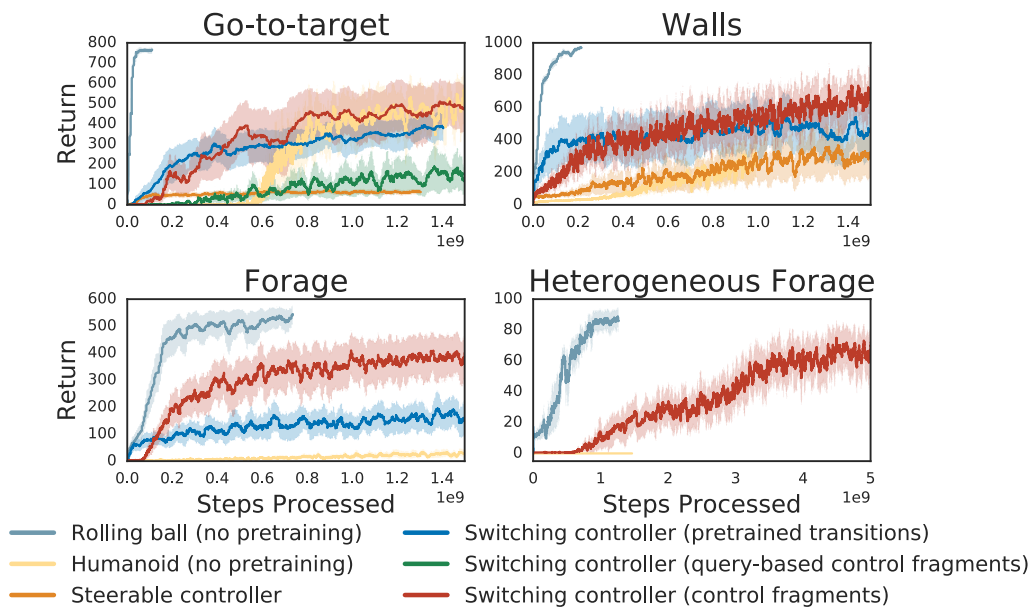 Go-to-target
Walls
800
700
600
500
400
300
200
100
0
Return
0.0 0.2 0.4 0.6 0.8 1.0 1.2 1.4
1e9
1000
800
600
400
200
0
0.0 0.2 0.4 0.6 0.8 1.0 1.2 1.4
1e9
Forage
Heterogeneous Forage
600
500
400
300
200
100
0
Return
0.0 0.2 0.4 0.6 0.8 1.0 1.2 1.4
1e9
Steps Processed
100
80
60
40
20
0
0 1 2 3 4 5
1e9
Steps Processed
Rolling ball (no pretraining)
Humanoid (no pretraining)
Steerable controller
Switching controller (pretrained transitions)
Switching controller (query-based control fragments)
Switching controller (control fragments)